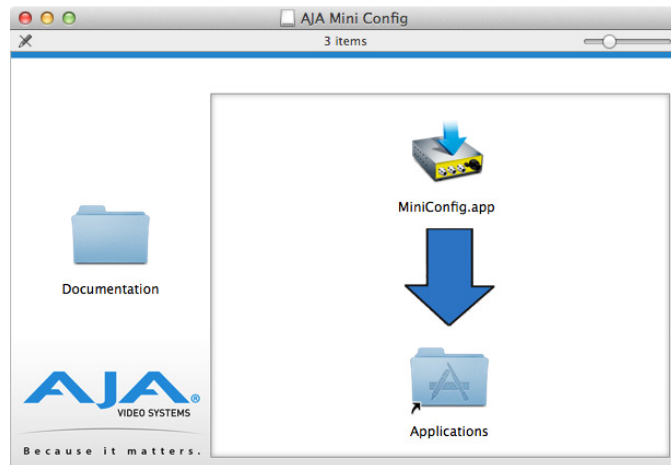 AJA Mini Config
3 items
MiniConfig.app
Documentation
Applications
AJA®
VIDEO SYSTEMS
Because it matters.